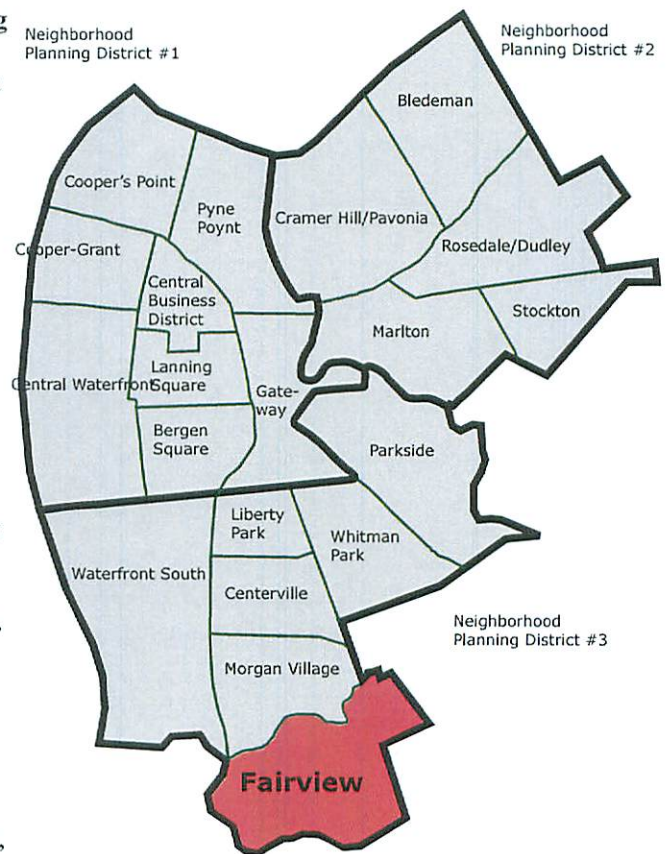 Neighborhood
Planning District #1
Neighborhood
Planning District #2
Bledeman
Cooper's Point
Pyne
Poynt
Cramer Hill/Pavonia
Rosedale/Dudley
Cooper-Grant
Central
Business
District
Stockton
Marlton
Central Waterfront
Lanning
Square
Gate-
way
Bergen
Square
Parkside
Liberty
Park
Whitman
Park
Waterfront South
Centerville
Neighborhood
Planning District #3
Morgan Village
Fairview